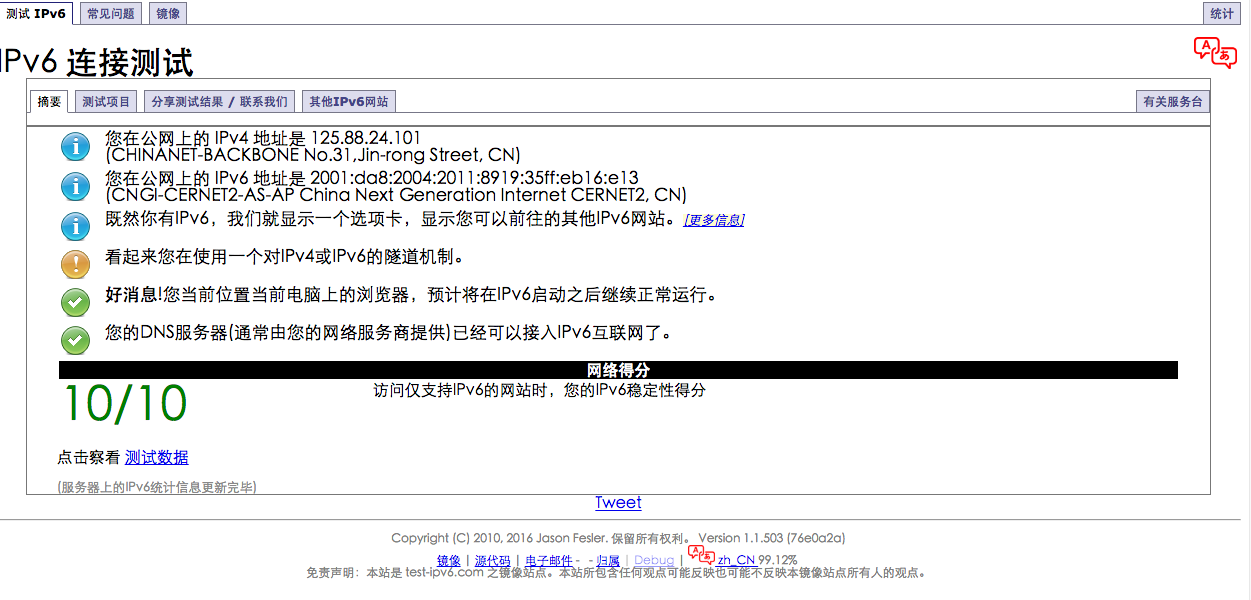 测试 IPv6 常见问题 镜像 统计
IPv6 连接测试
摘要 测试项目 分享测试结果 / 联系我们 其他IPv6网站 有关服务台
您在公网上的 IPv4 地址是 125.88.24.101
(CHINANET-BACKBONE No.31,Jin-rong Street, CN)
您在公网上的 IPv6 地址是 2001:da8:2004:2011:8919:35ff:eb16:e13
(CNGI-CERNET2-AS-AP China Next Generation Internet CERNET2, CN)
既然你有IPv6，我们就显示一个选项卡，显示您可以前往的其他IPv6网站。[更多信息]
看起来您在使用一个对IPv4或IPv6的隧道机制。
好消息!您当前位置当前电脑上的浏览器，预计将在IPv6启动之后继续正常运行。
您的DNS服务器(通常由您的网络服务商提供)已经可以接入IPv6互联网了。
网络得分
10/10 访问仅支持IPv6的网站时，您的IPv6稳定性得分
点击察看 测试数据
(服务器上的IPv6统计信息更新完毕)
Tweet
Copyright (C) 2010, 2016 Jason Fesler. 保留所有权利。 Version 1.1.503 (76e0a2a)
镜像 | 源代码 | 电子邮件 - - 归属 | Debug | zh_CN 99.12%
免责声明：本站是 test-ipv6.com 之镜像站点。本站所包含任何观点可能反映也可能不反映本镜像站点所有人的观点。